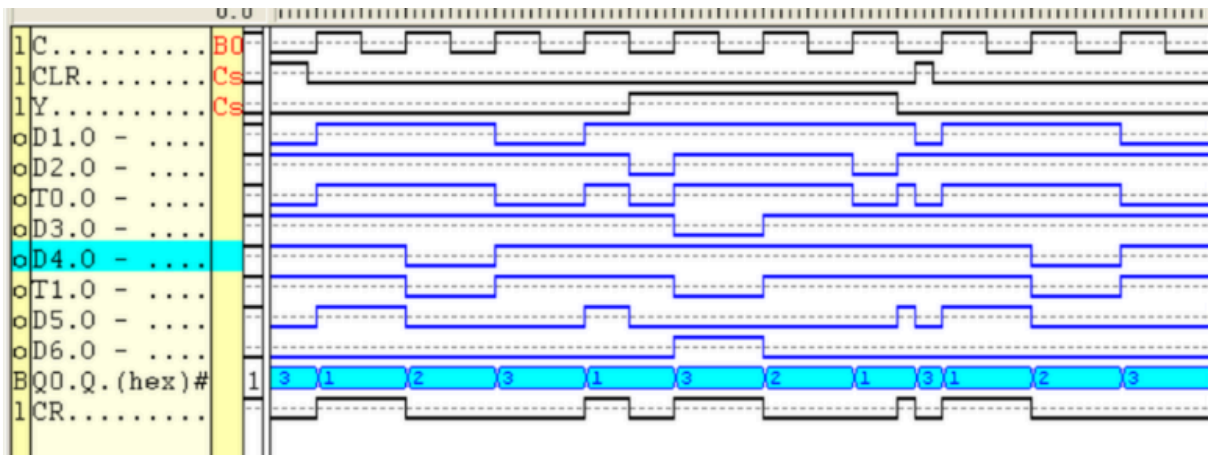 0.0
1C.......... B0
1CLR........ Cs
1Y.......... Cs
oD1.0 - ....
oD2.0 - ....
oT0.0 - ....
oD3.0 - ....
oD4.0 - ....
oT1.0 - ....
oD5.0 - ....
oD6.0 - ....
BQ0.Q.(hex)# 1 3 1 2 3 1 3 2 1 3 1 2 3
1CR.........